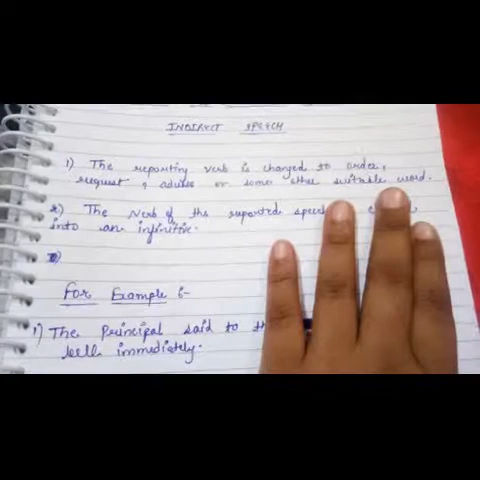 INDIRECT SPEECH
1) The reporting verb is changed to order,
request, advise or some other suitable word.
2) The verb of the reported speech
into an infinitive.
3)
For Example :-
1) The Principal said to
bell immediately.